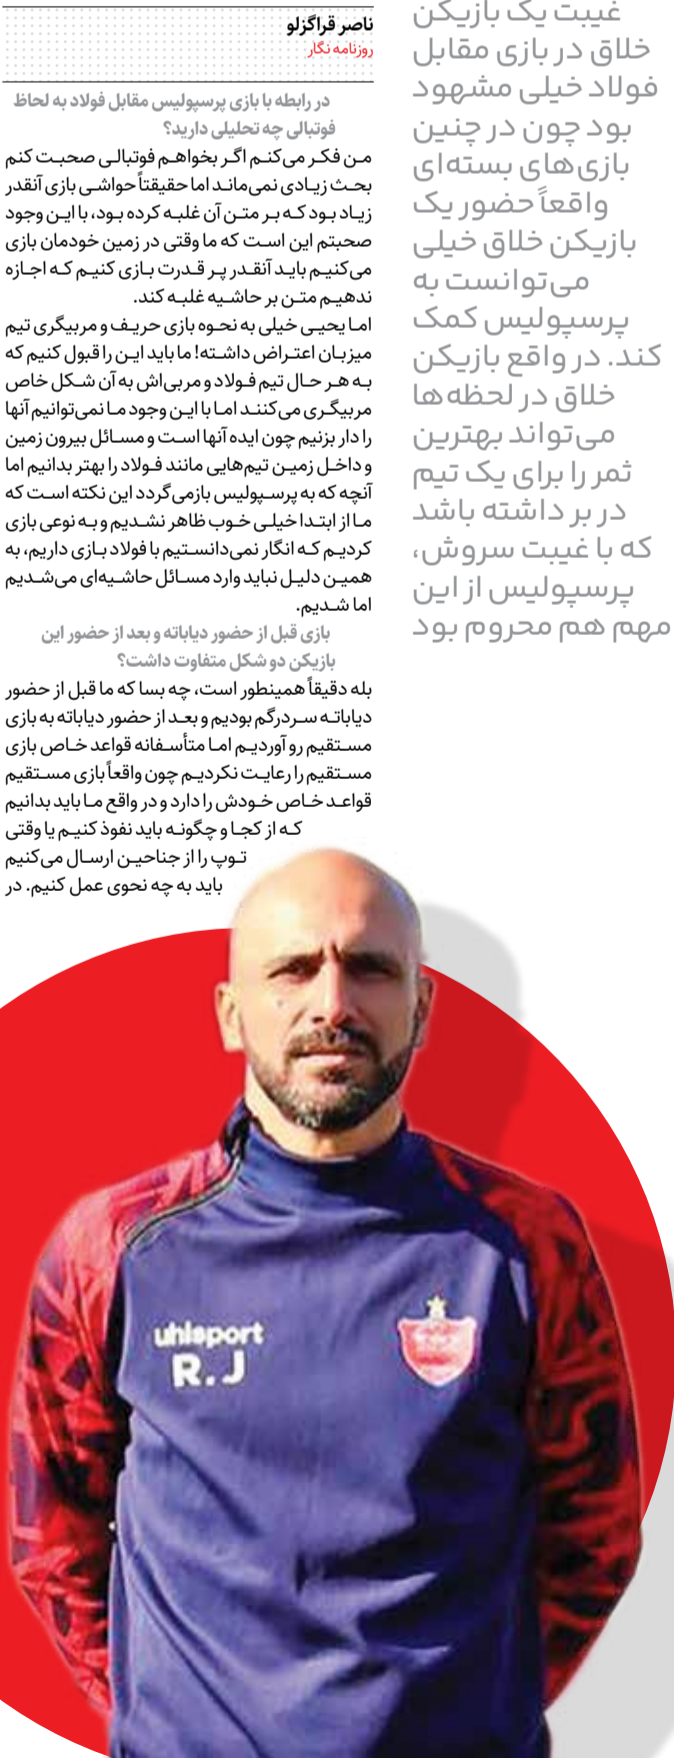 غیبت یک بازیکن
خلاق در بازی مقابل
فولاد خیلی مشهود
بود چون در چنین
بازی‌های بسته‌ای
واقعاً حضور یک
بازیکن خلاق خیلی
می‌توانست به
پرسپولیس کمک
کند. در واقع بازیکن
خلاق در لحظه‌ها
می‌تواند بهترین
ثمر را برای یک تیم
در بر داشته باشد
که با غیبت سروش،
پرسپولیس از این
مهم هم محروم بود
ناصر قراگزلو
روزنامه نگار
در رابطه با بازی پرسپولیس مقابل فولاد به لحاظ
فوتبالی چه تحلیلی دارید؟
من فکر می‌کنم اگر بخواهم فوتبالی صحبت کنم
بحث زیادی نمی‌ماند اما حقیقتاً حواشی بازی آنقدر
زیاد بود که بر متن آن غلبه کرده بود، با این وجود
صحبتم این است که ما وقتی در زمین خودمان بازی
می‌کنیم باید آنقدر پر قدرت بازی کنیم که اجازه
ندهیم متن بر حاشیه غلبه کند.
اما یحیی خیلی به نحوه بازی حریف و مربیگری تیم
میزبان اعتراض داشته! ما باید این را قبول کنیم که
به هر حال تیم فولاد و مربی‌اش به آن شکل خاص
مربیگری می‌کنند اما با این وجود ما نمی‌توانیم آنها
را دار بزنیم چون ایده آنها است و مسائل بیرون زمین
و داخل زمین تیم‌هایی مانند فولاد را بهتر بدانیم اما
آنچه که به پرسپولیس بازمی‌گردد این نکته است که
ما از ابتدا خیلی خوب ظاهر نشدیم و به نوعی بازی
کردیم که انگار نمی‌دانستیم با فولاد بازی داریم، به
همین دلیل نباید وارد مسائل حاشیه‌ای می‌شدیم
اما شدیم.
بازی قبل از حضور دیاباته و بعد از حضور این
بازیکن دو شکل متفاوت داشت؟
بله دقیقاً همینطور است، چه بسا که ما قبل از حضور
دیاباته سردرگم بودیم و بعد از حضور دیاباته به بازی
مستقیم رو آوردیم اما متأسفانه قواعد خاص بازی
مستقیم را رعایت نکردیم چون واقعاً بازی مستقیم
قواعد خاص خودش را دارد و در واقع ما باید بدانیم
که از کجا و چگونه باید نفوذ کنیم یا وقتی
توپ را از جناحین ارسال می‌کنیم
باید به چه نحوی عمل کنیم. در
uhlsport
R.J